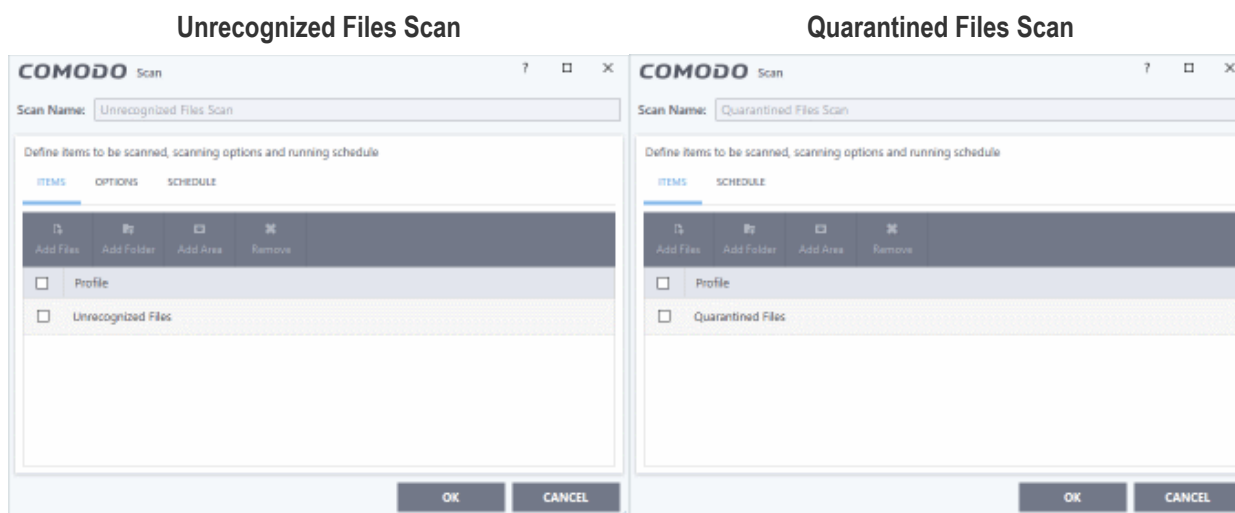 Unrecognized Files Scan
COMODO Scan ? X
Scan Name: Unrecognized Files Scan
Define items to be scanned, scanning options and running schedule
ITEMS OPTIONS SCHEDULE
Add Files Add Folder Add Area Remove
Profile
Unrecognized Files
OK CANCEL
Quarantined Files Scan
COMODO Scan ? X
Scan Name: Quarantined Files Scan
Define items to be scanned, scanning options and running schedule
ITEMS SCHEDULE
Add Files Add Folder Add Area Remove
Profile
Quarantined Files
OK CANCEL